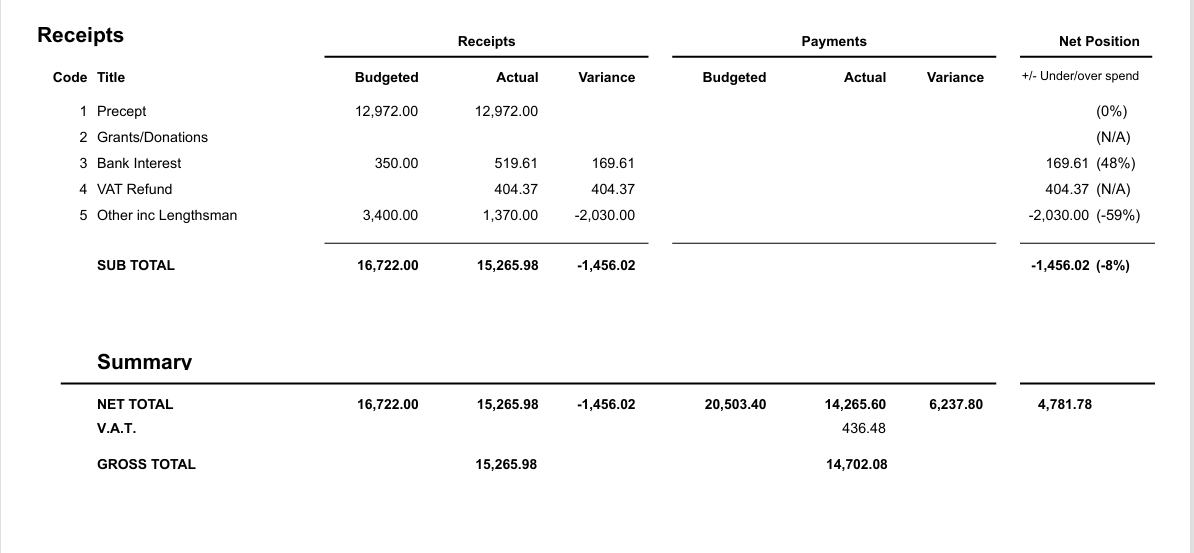 Receipts
Receipts Payments Net Position
Code Title Budgeted Actual Variance Budgeted Actual Variance +/- Under/over spend
1 Precept 12,972.00 12,972.00 (0%)
2 Grants/Donations (N/A)
3 Bank Interest 350.00 519.61 169.61 169.61 (48%)
4 VAT Refund 404.37 404.37 404.37 (N/A)
5 Other inc Lengthsman 3,400.00 1,370.00 -2,030.00 -2,030.00 (-59%)
SUB TOTAL 16,722.00 15,265.98 -1,456.02 -1,456.02 (-8%)
Summary
NET TOTAL 16,722.00 15,265.98 -1,456.02 20,503.40 14,265.60 6,237.80 4,781.78
V.A.T. 436.48
GROSS TOTAL 15,265.98 14,702.08